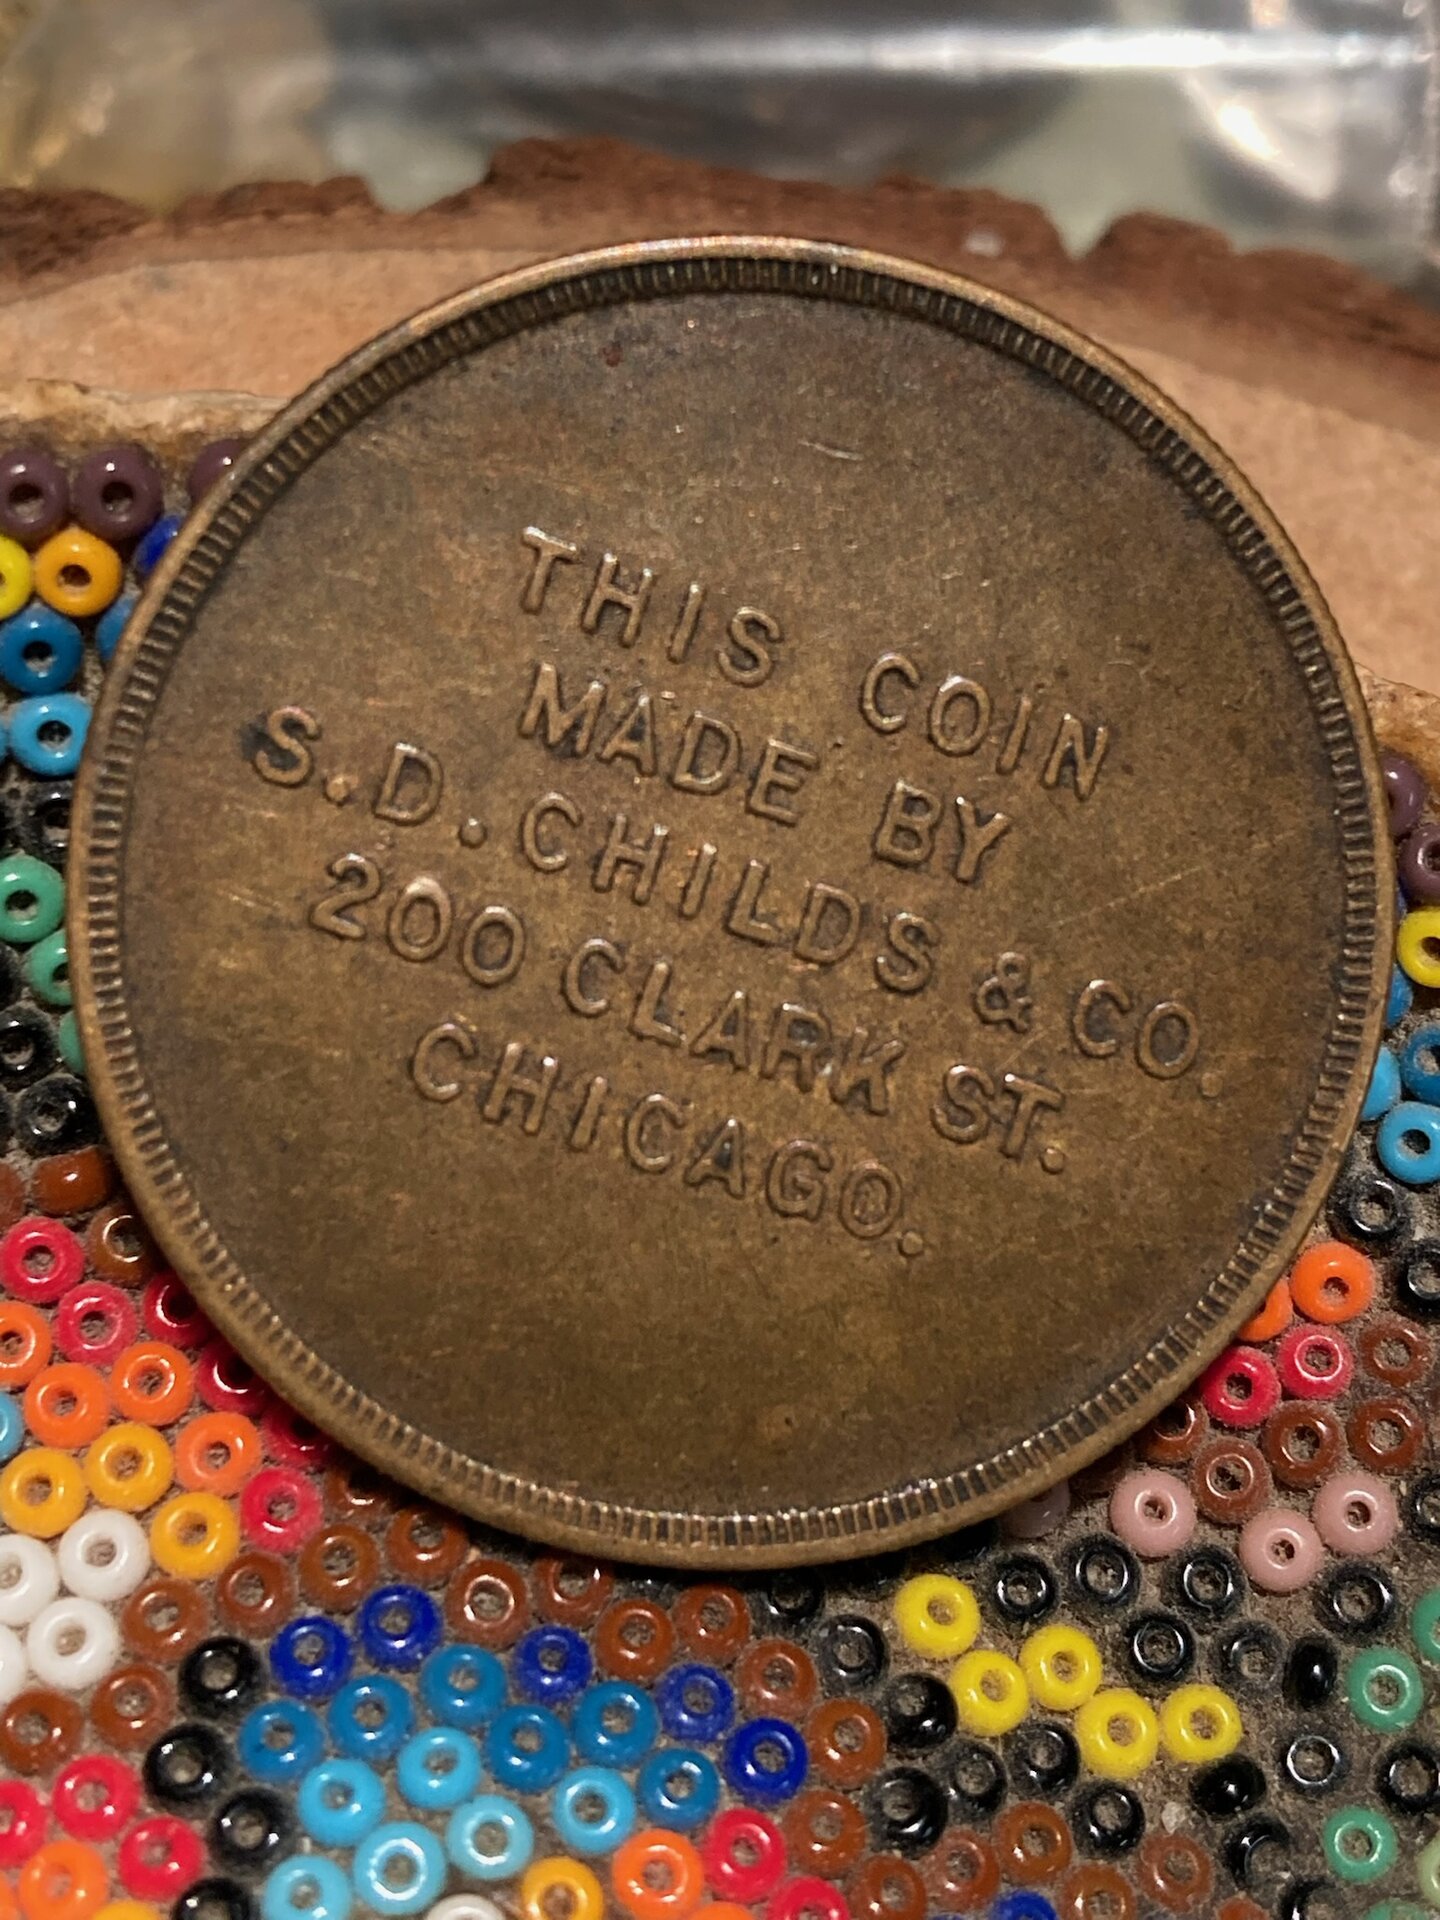 THIS COIN
MADE BY
S.D. CHILDS & CO.
200 CLARK ST.
CHICAGO.